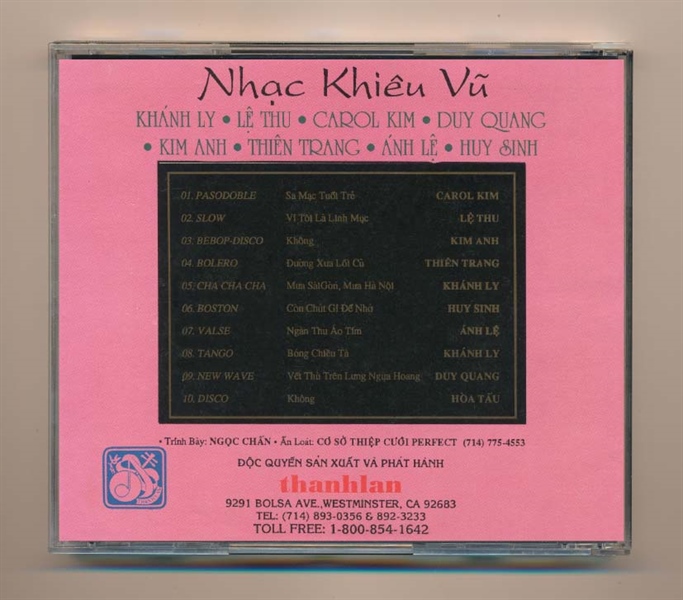 Nhạc Khiêu Vũ
KHÁNH LY • LỆ THU • CAROL KIM • DUY QUANG
• KIM ANH • THIÊN TRANG • ÁNH LỆ • HUY SINH
01. PASODOBLE Sa Mạc Tuổi Trẻ CAROL KIM
02. SLOW Vì Tôi Là Linh Mục LỆ THU
03. BEBOP-DISCO Không KIM ANH
04. BOLERO Đường Xưa Lối Cũ THIÊN TRANG
05. CHA CHA CHA Mưa SàiGòn, Mưa Hà Nội KHÁNH LY
06. BOSTON Còn Chút Gì Để Nhớ HUY SINH
07. VALSE Ngàn Thu Áo Tím ÁNH LỆ
08. TANGO Bóng Chiều Tà KHÁNH LY
09. NEW WAVE Vết Thù Trên Lưng Ngựa Hoang DUY QUANG
10. DISCO Không HÒA TẤU
• Trình Bày: NGỌC CHẤN • Ấn Loát: CƠ SỞ THIỆP CƯỚI PERFECT (714) 775-4553
ĐỘC QUYỀN SẢN XUẤT VÀ PHÁT HÀNH
thanhlan
9291 BOLSA AVE.,WESTMINSTER, CA 92683
TEL: (714) 893-0356 & 892-3233
TOLL FREE: 1-800-854-1642